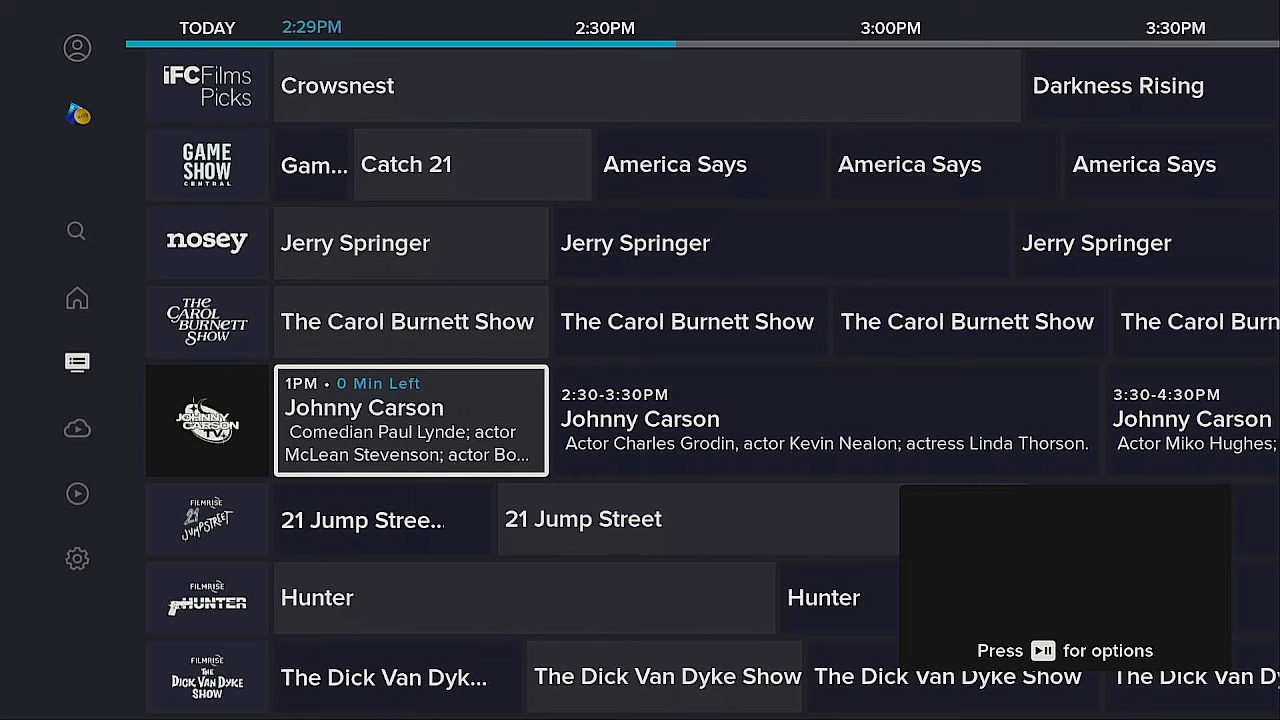 TODAY 2:29PM 2:30PM 3:00PM 3:30PM
iFC Films Picks
Crowsnest
Darkness Rising
GAME SHOW CENTRAL
Gam...
Catch 21
America Says
America Says
America Says
nosey
Jerry Springer
Jerry Springer
Jerry Springer
THE CAROL BURNETT SHOW
The Carol Burnett Show
The Carol Burnett Show
The Carol Burnett Show
The Carol Burn
JOHNNY CARSON TV
1PM • 0 Min Left
Johnny Carson
Comedian Paul Lynde; actor
McLean Stevenson; actor Bo...
2:30-3:30PM
Johnny Carson
Actor Charles Grodin, actor Kevin Nealon; actress Linda Thorson.
3:30-4:30PM
Johnny Carson
Actor Miko Hughes;
FILMRISE
21 JUMP STREET
21 Jump Stree...
21 Jump Street
FILMRISE
HUNTER
Hunter
Hunter
Press for options
FILMRISE
THE DICK VAN DYKE SHOW
The Dick Van Dyk...
The Dick Van Dyke Show
The Dick Van Dyke Show
The Dick Van D